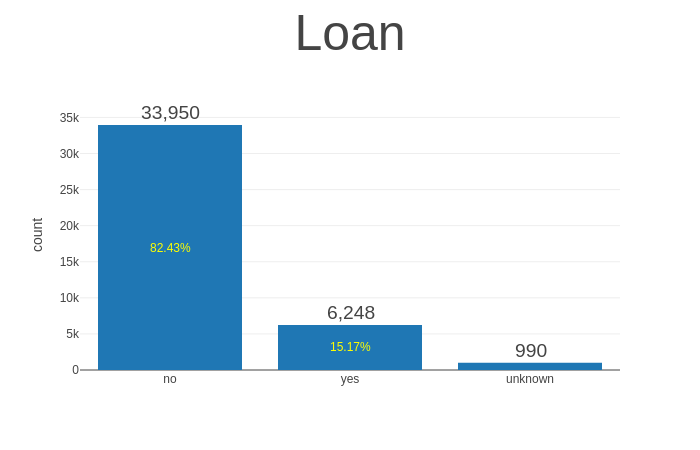 Loan
33,950
35k
30k
25k
20k
15k
10k
5k
0
count
82.43%
6,248
15.17%
990
no
yes
unknown